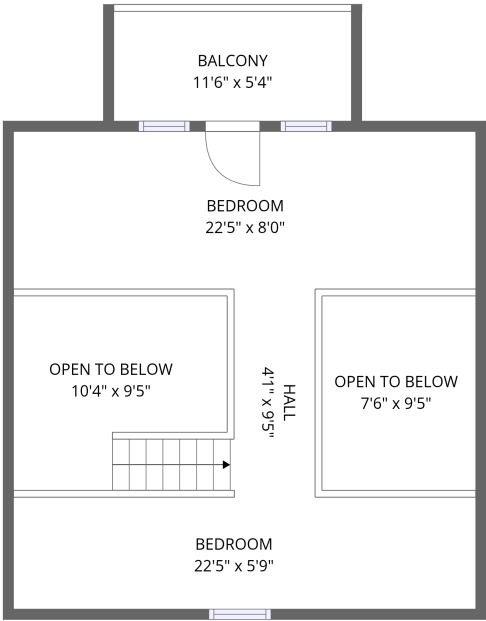 BALCONY
11'6" x 5'4"
BEDROOM
22'5" x 8'0"
OPEN TO BELOW
10'4" x 9'5"
HALL
4'1" x 9'5"
OPEN TO BELOW
7'6" x 9'5"
BEDROOM
22'5" x 5'9"